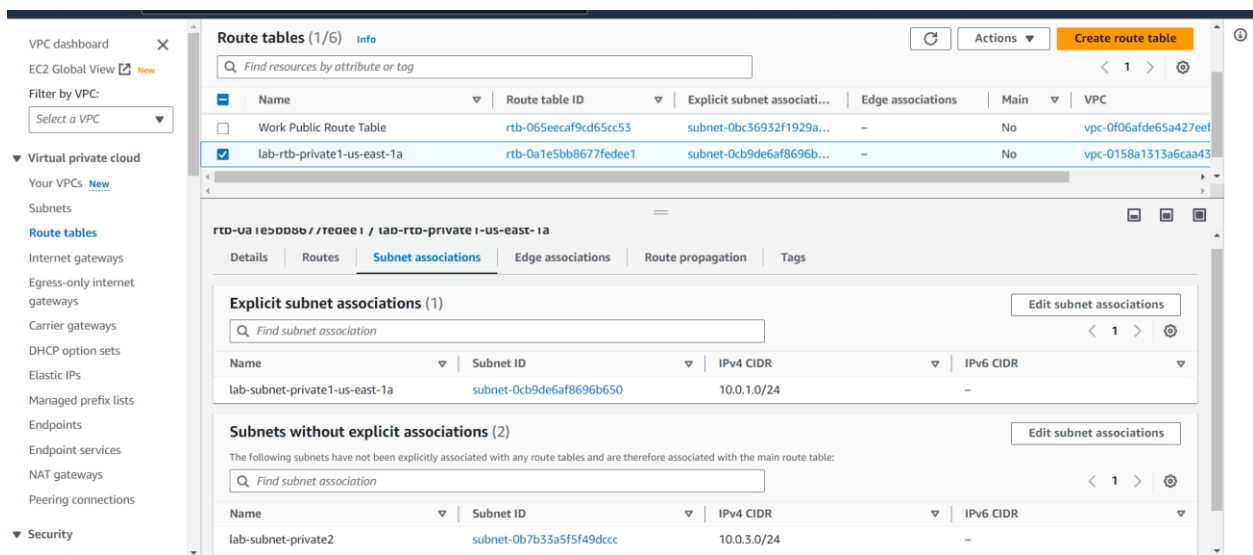 VPC dashboard
EC2 Global View New
Filter by VPC:
Select a VPC
Virtual private cloud
Your VPCs New
Subnets
Route tables
Internet gateways
Egress-only internet
gateways
Carrier gateways
DHCP option sets
Elastic IPs
Managed prefix lists
Endpoints
Endpoint services
NAT gateways
Peering connections
Security
Route tables (1/6) Info
Actions
Create route table
Find resources by attribute or tag
1
Name Route table ID Explicit subnet associati... Edge associations Main VPC
Work Public Route Table rtb-065eecaf9cd65cc53 subnet-0bc36932f1929a... – No vpc-0f06afde65a427eef
lab-rtb-private1-us-east-1a rtb-0a1e5bb8677fedee1 subnet-0cb9de6af8696b... – No vpc-0158a1313a6caa43
rtb-0a1e5bb8677fedee1 / lab-rtb-private1-us-east-1a
Details Routes Subnet associations Edge associations Route propagation Tags
Explicit subnet associations (1)
Edit subnet associations
Find subnet association
1
Name Subnet ID IPv4 CIDR IPv6 CIDR
lab-subnet-private1-us-east-1a subnet-0cb9de6af8696b650 10.0.1.0/24 –
Subnets without explicit associations (2)
Edit subnet associations
The following subnets have not been explicitly associated with any route tables and are therefore associated with the main route table:
Find subnet association
1
Name Subnet ID IPv4 CIDR IPv6 CIDR
lab-subnet-private2 subnet-0b7b33a5f5f49dccc 10.0.3.0/24 –